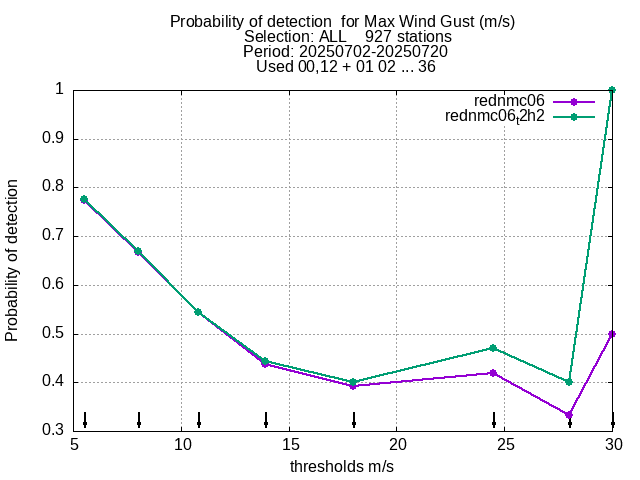 Probability of detection  for Max Wind Gust (m/s)
Selection: ALL    927 stations
Period: 20250702-20250720
Used 00,12 + 01 02 ... 36
rednmc06
rednmc06_t2h2
1
0.9
0.8
0.7
0.6
0.5
0.4
0.3
Probability of detection
5 10 15 20 25 30
thresholds m/s